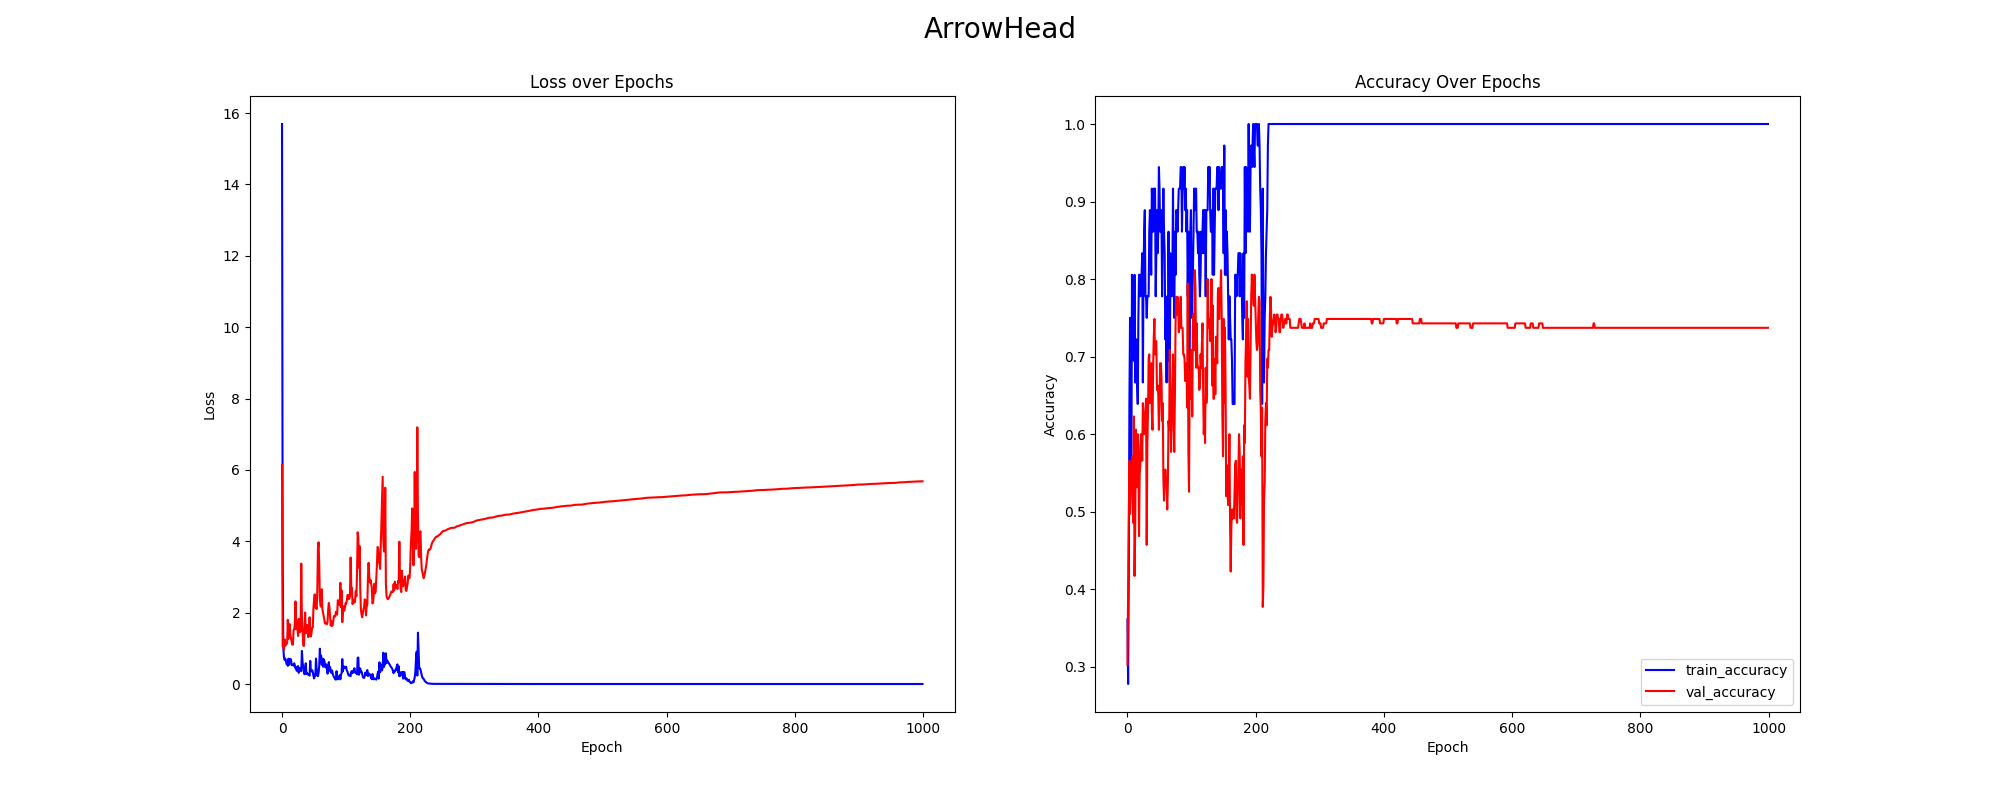 ArrowHead
Loss over Epochs
16
14
12
10
8
6
4
2
0
Loss
0 200 400 600 800 1000
Epoch
Accuracy Over Epochs
1.0
0.9
0.8
0.7
0.6
0.5
0.4
0.3
Accuracy
train_accuracy
val_accuracy
0 200 400 600 800 1000
Epoch